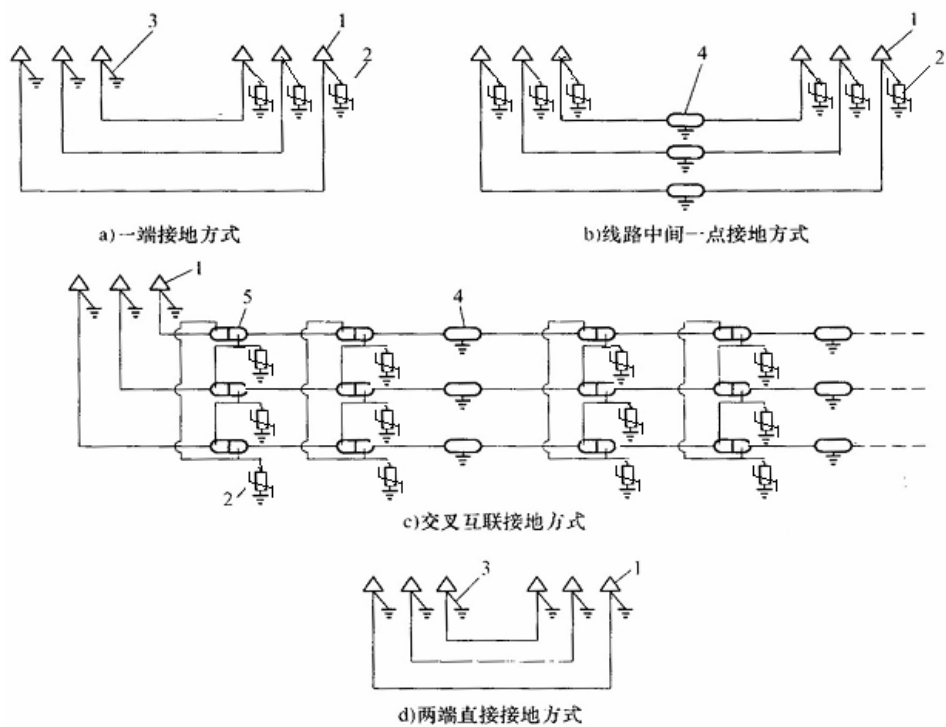 3 1 2
1 4 2
a)一端接地方式
b)线路中间一点接地方式
1 5 4
2
c)交叉互联接地方式
3 1
d)两端直接接地方式